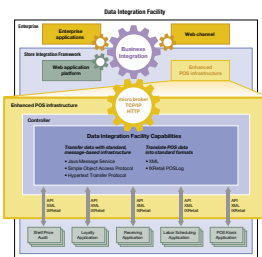 Data Integration Facility
Enterprise
Enterprise
applications
Business
Integration
Web channel
Store Integration Framework
Web application
platform
Enhanced
POS infrastructure
Enhanced POS infrastructure
micro broker
TCP/IP
HTTP
Controller
Data Integration Facility Capabilities
Transfer data with standard,
message-based infrastructure
• Java Message Service
• Simple Object Access Protocol
• Hypertext Transfer Protocol
Translate POS data
into standard formats
• XML
• IXRetail POSLog
API
XML
IXRetail
API
XML
IXRetail
API
XML
IXRetail
API
XML
IXRetail
API
XML
IXRetail
Shelf Price
Audit
Loyalty
Application
Receiving
Application
Labor Scheduling
Application
POS Kiosk
Application